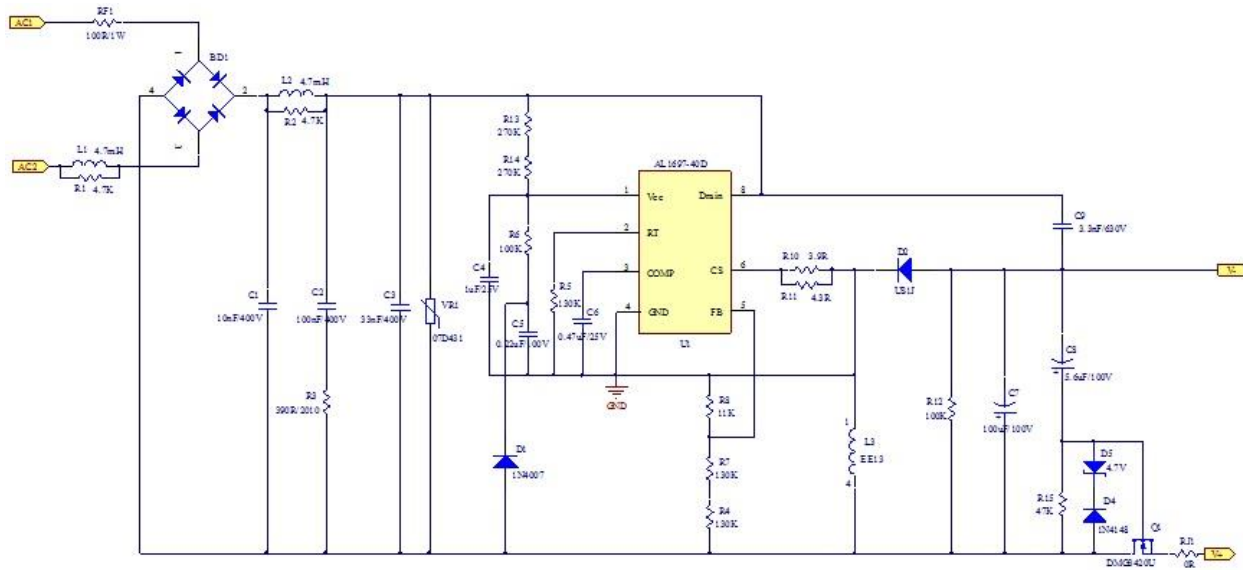 AC1
RF1
100R/1W
BD1
1
4
2
3
AC2
L1 4.7mH
R1 4.7K
L2 4.7mH
R2 4.7K
C1
10nF/400V
C2
100nF/400V
R3
390R/2010
C3
33nF/400V
VR1
07D431
R13
270K
R14
270K
R6
100K
C4
1uF/25V
C5
0.22uF/100V
D1
1N4007
R5
130K
C6
0.47uF/25V
AL1697-40D
1 Vcc
2 RT
3 COMP
4 GND
Drain 8
CS 6
FB 5
U1
GND
R8
11K
R7
130K
R4
130K
R10 3.9R
R11 4.3R
1
L3
EE13
4
D2
US1J
R12
100K
C7
100uF/100V
C9
3.3nF/630V
C8
5.6uF/100V
R15
47K
D5
4.7V
D4
1N4148
Q1
DMG8420U
RJ1
0R
V-
V+